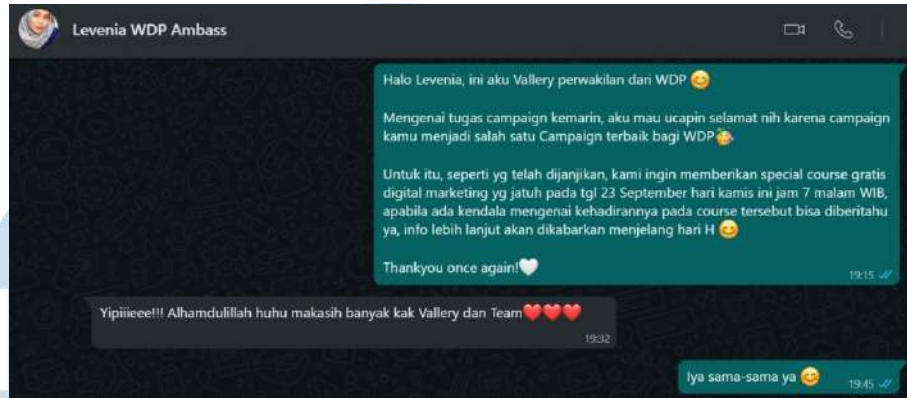 Levenia WDP Ambass
Halo Levenia, ini aku Vallery perwakilan dari WDP 😊
Mengenai tugas campaign kemarin, aku mau ucapin selamat nih karena campaign
kamu menjadi salah satu Campaign terbaik bagi WDP🥳
Untuk itu, seperti yg telah dijanjikan, kami ingin memberikan special course gratis
digital marketing yg jatuh pada tgl 23 September hari kamis ini jam 7 malam WIB,
apabila ada kendala mengenai kehadirannya pada course tersebut bisa diberitahu
ya, info lebih lanjut akan dikabarkan menjelang hari H 😊
Thankyou once again!🤍
19:15
Yipiiieee!!! Alhamdulillah huhu makasih banyak kak Vallery dan Team❤️❤️❤️
19:32
Iya sama-sama ya 😊
19:45